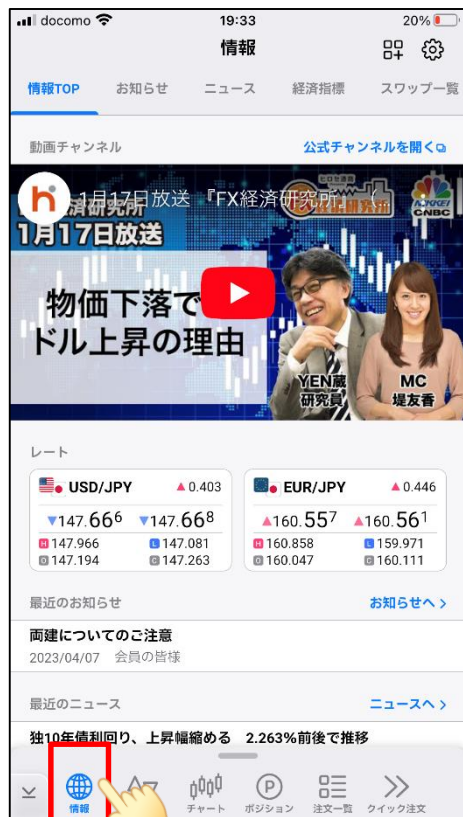 docomo 19:33 20%
情報
情報TOP お知らせ ニュース 経済指標 スワップ一覧
動画チャンネル 公式チャンネルを開く
1月17日放送 『FX経済研究所』
NIKKEI
CNBC
1月17日放送
物価下落で
ドル上昇の理由
YEN蔵
研究員
MC
堤友香
レート
USD/JPY ▲0.403
▼147.666 ▼147.668
H 147.966 L 147.081
O 147.194 C 147.263
EUR/JPY ▲0.446
▲160.557 ▲160.561
H 160.858 L 159.971
O 160.047 C 160.111
最近のお知らせ お知らせへ >
両建についてのご注意
2023/04/07 会員の皆様
最近のニュース ニュースへ >
独10年債利回り、上昇幅縮める 2.263%前後で推移
情報 チャート P ポジション 注文一覧 クイック注文